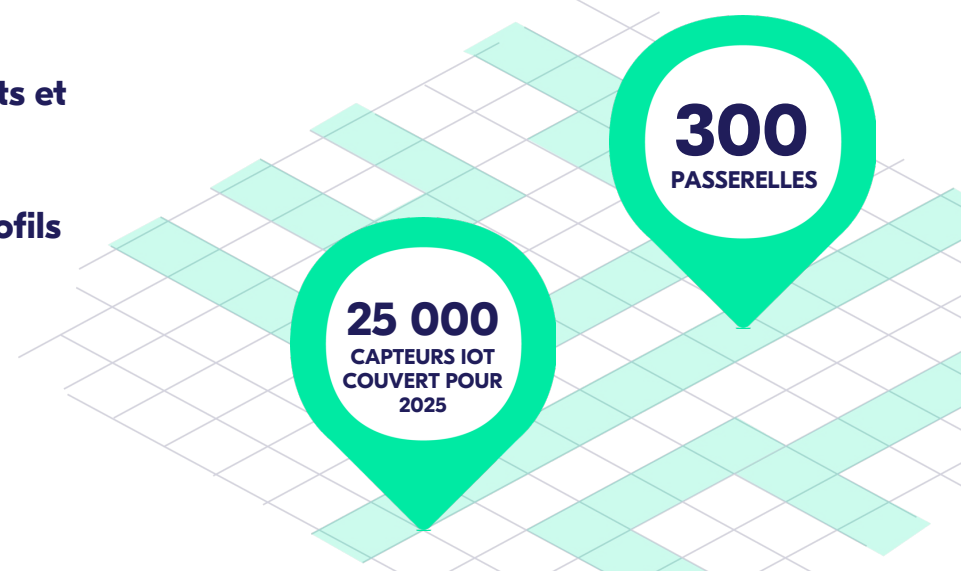 ts et
300
PASSERELLES
ofils
25 000
CAPTEURS IOT
COUVERT POUR
2025